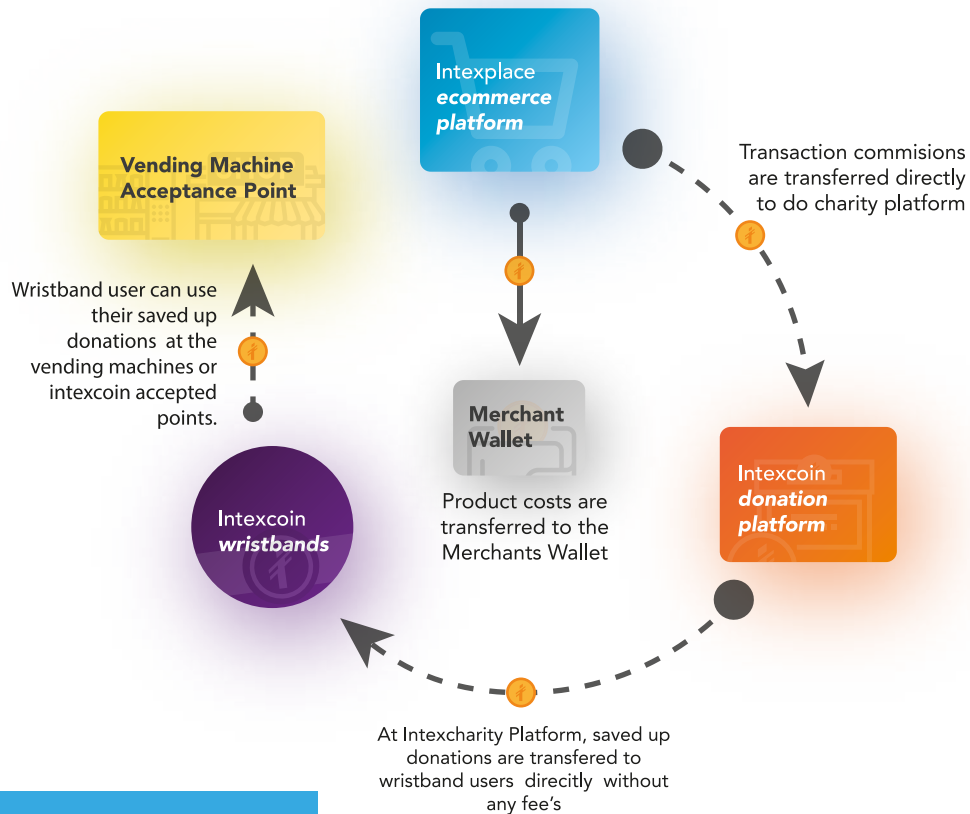 Intexplace
ecommerce
platform
Vending Machine
Acceptance Point
Transaction commisions
are transferred directly
to do charity platform
Wristband user can use
their saved up
donations at the
vending machines or
intexcoin accepted
points.
Merchant
Wallet
Product costs are
transferred to the
Merchants Wallet
Intexcoin
donation
platform
Intexcoin
wristbands
At Intexcharity Platform, saved up
donations are transfered to
wristband users direcitly without
any fee's